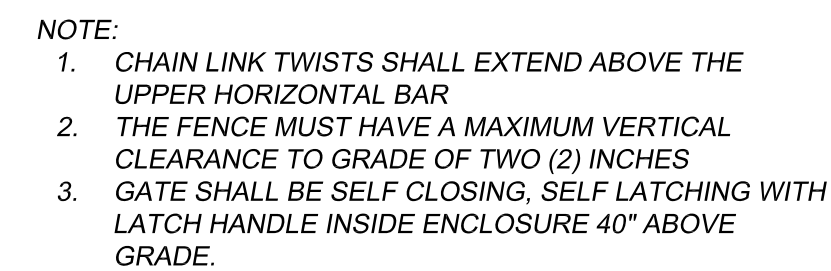 NOTE:
1. CHAIN LINK TWISTS SHALL EXTEND ABOVE THE
UPPER HORIZONTAL BAR
2. THE FENCE MUST HAVE A MAXIMUM VERTICAL
CLEARANCE TO GRADE OF TWO (2) INCHES
3. GATE SHALL BE SELF CLOSING, SELF LATCHING WITH
LATCH HANDLE INSIDE ENCLOSURE 40" ABOVE
GRADE.